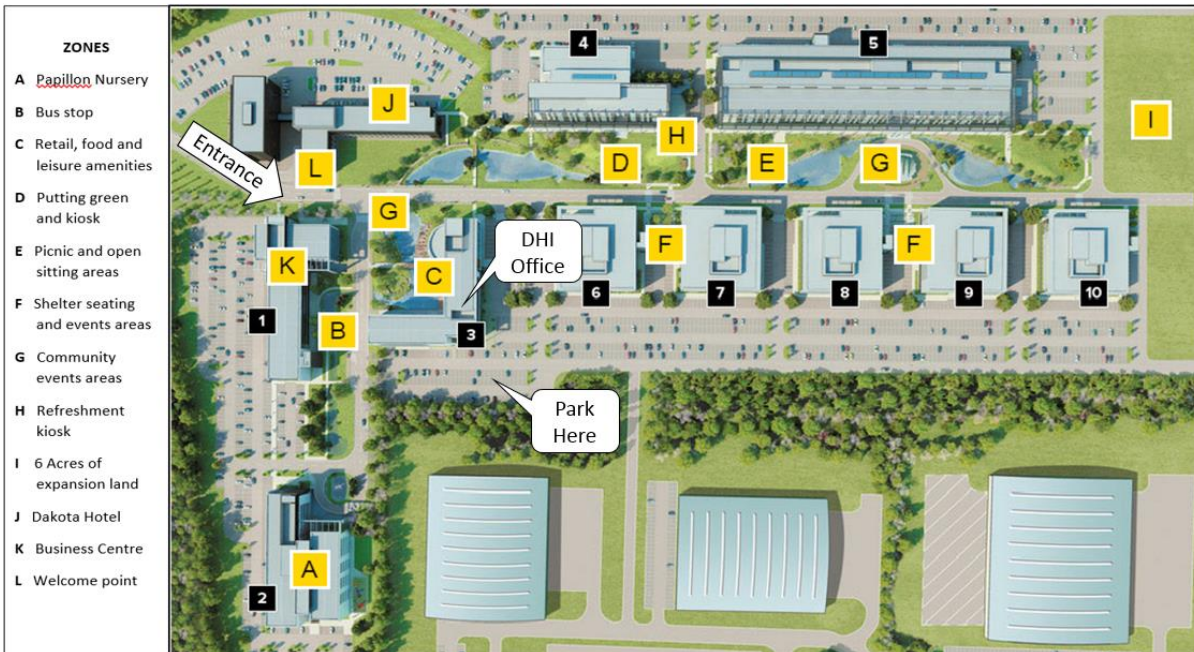 ZONES
A Papillon Nursery
B Bus stop
C Retail, food and
leisure amenities
D Putting green
and kiosk
E Picnic and open
sitting areas
F Shelter seating
and events areas
G Community
events areas
H Refreshment
kiosk
I 6 Acres of
expansion land
J Dakota Hotel
K Business Centre
L Welcome point
4
5
J
H
I
L
D
E
G
Entrance
G
DHI
Office
F
F
K
C
6
7
8
9
10
1
B
3
Park
Here
A
2